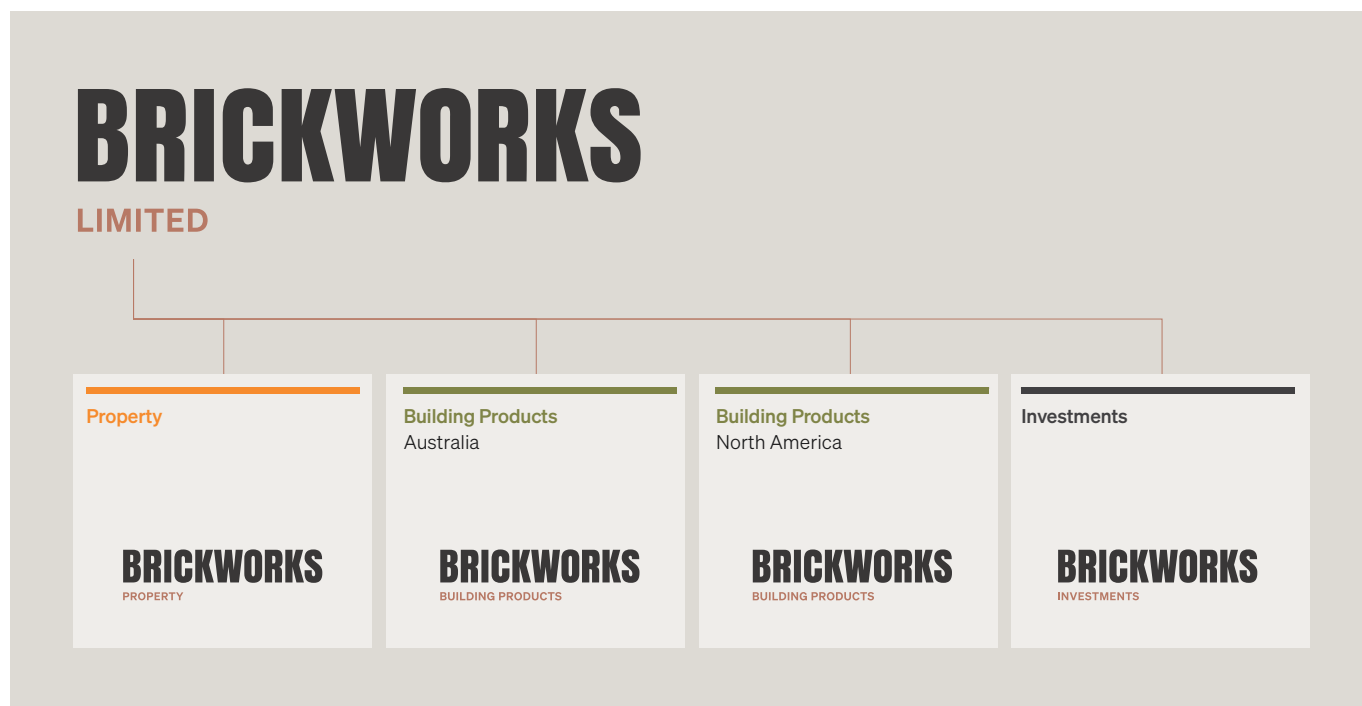 BRICKWORKS
LIMITED
Property
BRICKWORKS
PROPERTY
Building Products
Australia
BRICKWORKS
BUILDING PRODUCTS
Building Products
North America
BRICKWORKS
BUILDING PRODUCTS
Investments
BRICKWORKS
INVESTMENTS